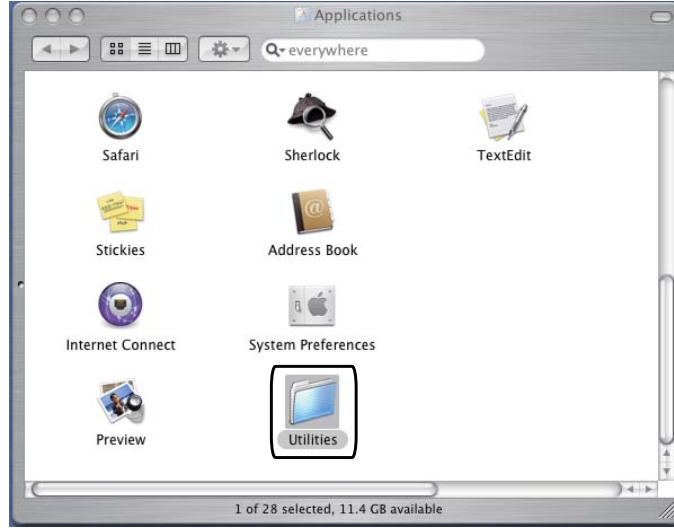 Applications
everywhere
Safari
Sherlock
TextEdit
Stickies
Address Book
Internet Connect
System Preferences
Preview
Utilities
1 of 28 selected, 11.4 GB available